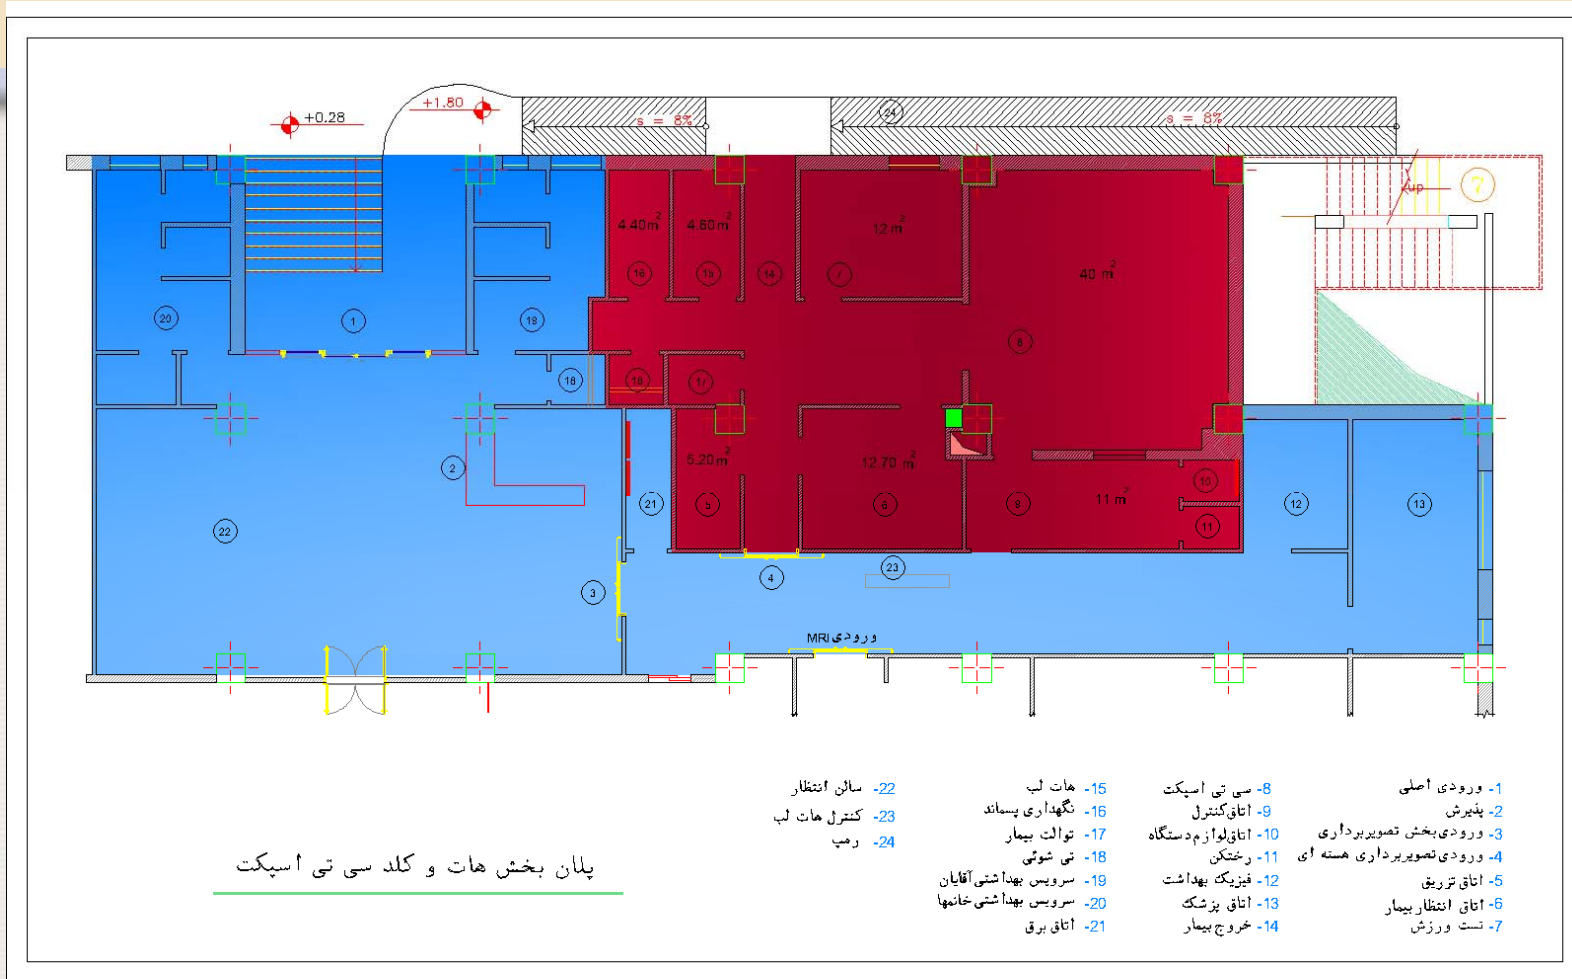 +1.80
+0.28
s = 8%
24
s = 8%
up
7
4.40 m²
4.60 m²
12 m²
40 m²
16
15
14
7
20
1
19
8
18
18
17
2
5.20 m²
12.70 m²
11 m²
10
22
21
5
6
9
11
12
13
3
4
23
ورودی MRI
1- ورودی اصلی
2- پذیرش
3- ورودی بخش تصویربرداری
4- ورودی تصویربرداری هسته ای
5- اتاق تزریق
6- اتاق انتظار بیمار
7- تست ورزش
8- سی تی اسپکت
9- اتاق کنترل
10- اتاق لوازم دستگاه
11- رختکن
12- فیزیک بهداشت
13- اتاق پزشک
14- خروج بیمار
15- هات لب
16- نگهداری پسماند
17- توالت بیمار
18- تی شوئی
19- سرویس بهداشتی آقایان
20- سرویس بهداشتی خانمها
21- اتاق برق
22- سالن انتظار
23- کنترل هات لب
24- رمپ
پلان بخش هات و کلد سی تی اسپکت